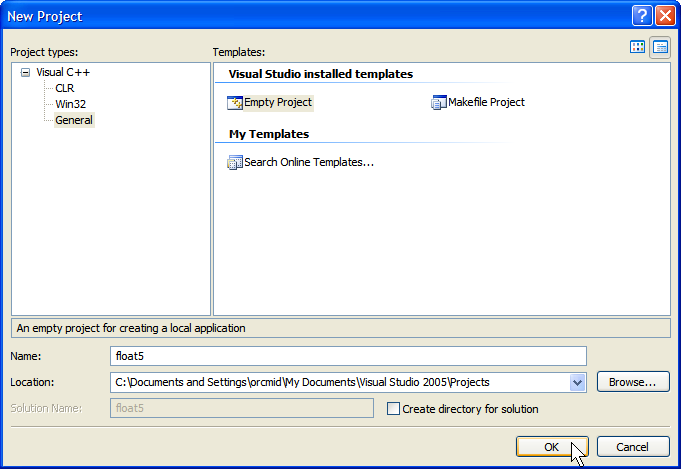 New Project
Project types:
Templates:
Visual C++
CLR
Win32
General
Visual Studio installed templates
Empty Project
Makefile Project
My Templates
Search Online Templates...
An empty project for creating a local application
Name:
float5
Location:
C:\Documents and Settings\orcmid\My Documents\Visual Studio 2005\Projects
Browse...
Solution Name:
float5
Create directory for solution
OK
Cancel